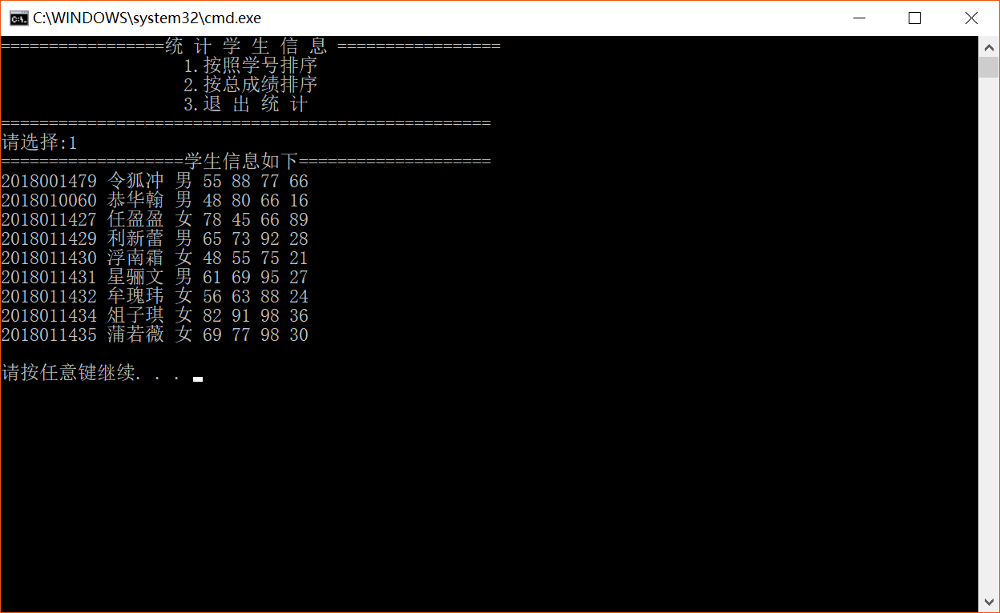 C:\WINDOWS\system32\cmd.exe
=================统 计 学 生 信 息 =================
1.按照学号排序
2.按总成绩排序
3.退 出 统 计
===================================================
请选择:1
===================学生信息如下====================
2018001479 令狐冲 男 55 88 77 66
2018010060 恭华翰 男 48 80 66 16
2018011427 任盈盈 女 78 45 66 89
2018011429 利新蕾 男 65 73 92 28
2018011430 浮南霜 女 48 55 75 21
2018011431 星骊文 男 61 69 95 27
2018011432 牟瑰玮 女 56 63 88 24
2018011434 俎子琪 女 82 91 98 36
2018011435 蒲若薇 女 69 77 98 30
请按任意键继续. . .